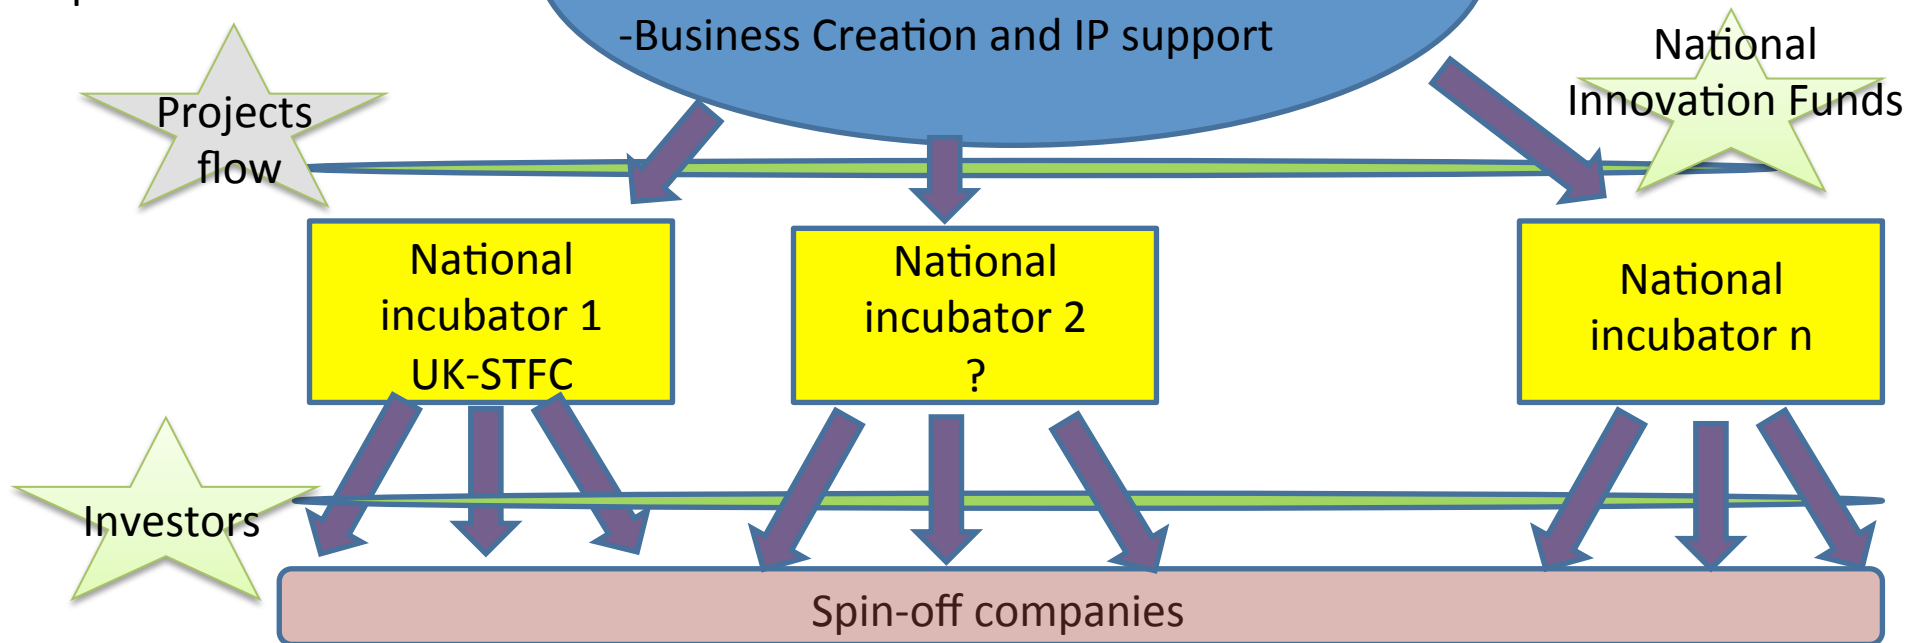 -Business Creation and IP support
National
Innovation Funds
Projects
flow
National
incubator 1
UK-STFC
National
incubator 2
?
National
incubator n
Investors
Spin-off companies